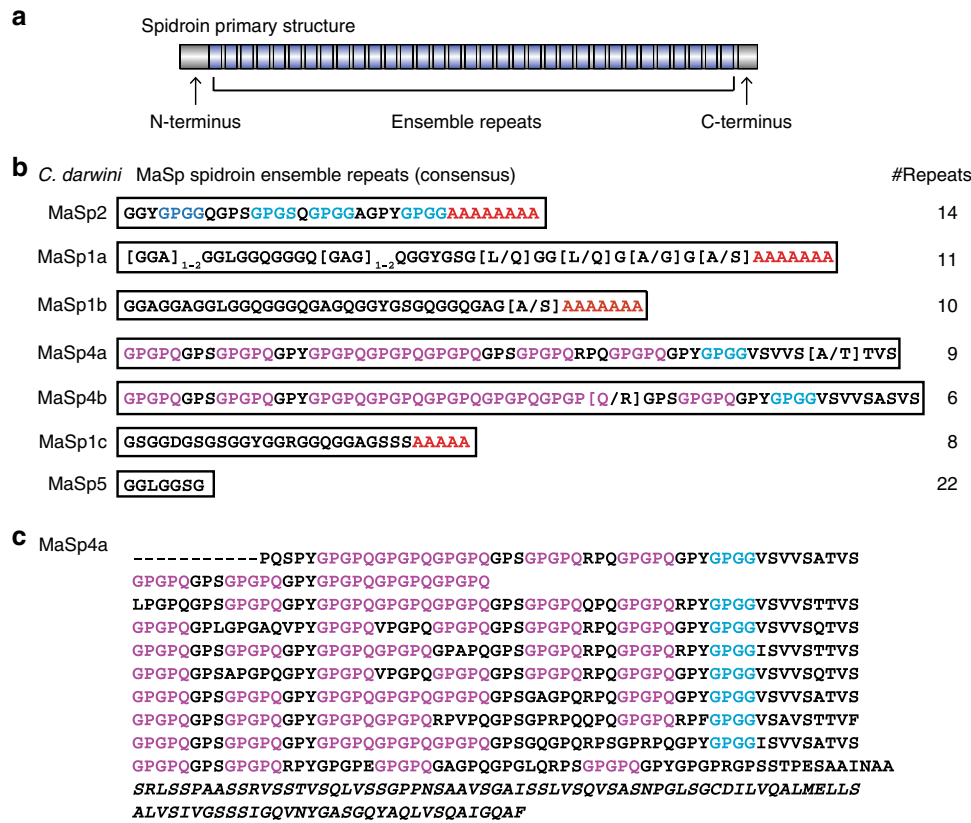 a
Spidroin primary structure
N-terminus Ensemble repeats C-terminus
b
C. darwini MaSp spidroin ensemble repeats (consensus) #Repeats
MaSp2 GGYGPGGQGPSGPGSQGPGGAGPYGPGGAAAAAAAA 14
MaSp1a [GGA]1–2GGLGGQGGGQ[GAG]1–2QGGYGSG[L/Q]GG[L/Q]G[A/G]G[A/S]AAAAAAA 11
MaSp1b GGAGGAGGLGGQGGGQGAGQGGYGSGQGGQGAG[A/S]AAAAAAA 10
MaSp4a GPGPQGPSGPGPQGPYGPGPQGPGPQGPGPQGPSGPGPQRPQGPGPQGPYGPGGVSVVS[A/T]TVS 9
MaSp4b GPGPQGPSGPGPQGPYGPGPQGPGPQGPGPQGPGPQGPGP[Q/R]GPSGPGPQGPYGPGGVSVVSASVS 6
MaSp1c GSGGDGSGSGGYGGRGGQGGAGSSSAAAAA 8
MaSp5 GGLGGSG 22
c
MaSp4a
-----------PQSPYGPGPQGPGPQGPGPQGPSGPGPQRPQGPGPQGPYGPGGVSVVSATVS
GPGPQGPSGPGPQGPYGPGPQGPGPQGPGPQ
LPGPQGPSGPGPQGPYGPGPQGPGPQGPGPQGPSGPGPQQPQGPGPQRPYGPGGVSVVSTTVS
GPGPQGPLGPGAQVPYGPGPQVPGPQGPGPQGPSGPGPQRPQGPGPQGPYGPGGVSVVSQTVS
GPGPQGPSGPGPQGPYGPGPQGPGPQGPAPQGPSGPGPQRPQGPGPQRPYGPGGISVVSTTVS
GPGPQGPSAPGPQGPYGPGPQVPGPQGPGPQGPSGPGPQRPQGPGPQGPYGPGGVSVVSQTVS
GPGPQGPSGPGPQGPYGPGPQGPGPQGPGPQGPSGAGPQRPQGPGPQGPYGPGGVSVVSATVS
GPGPQGPSGPGPQGPYGPGPQGPGPQRPVPQGPSGPRPQQPQGPGPQRPFGPGGVSAVSTTVF
GPGPQGPSGPGPQGPYGPGPQGPGPQGPGPQGPSGQGPQRPSGPRPQGPYGPGGISVVSATVS
GPGPQGPSGPGPQRPYGPGPEGPGPQGAGPQGPGLQRPSGPGPQGPYGPGPRGPSSTPESAAINAA
SRLSSPAASSRVSSTVSQLVSSGPPNSAAVSGAISSLVSQVSASNPGLSGCDILVQALMELLS
ALVSIVGSSSIGQVNYGASGQYAQLVSQAIGQAF